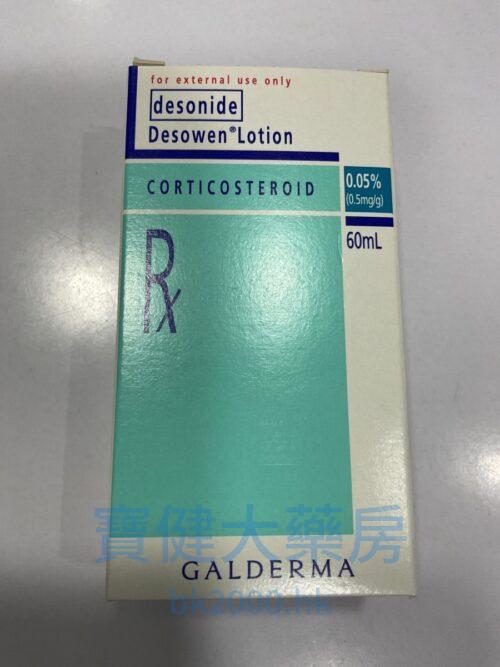 for external use only
desonide
Desowen®Lotion
CORTICOSTEROID
0.05%
(0.5mg/g)
60mL
Rx
寶健大藥房
GALDERMA
bk2000.hk